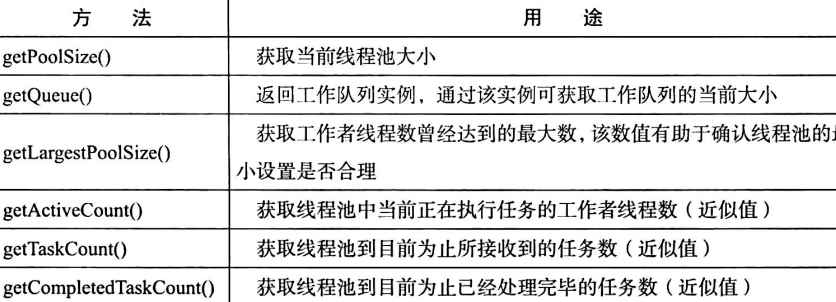 方 法 用 途
getPoolSize() 获取当前线程池大小
getQueue() 返回工作队列实例，通过该实例可获取工作队列的当前大小
getLargestPoolSize() 获取工作者线程数曾经达到的最大数，该数值有助于确认线程池的
小设置是否合理
getActiveCount() 获取线程池中当前正在执行任务的工作者线程数（近似值）
getTaskCount() 获取线程池到目前为止所接收到的任务数（近似值）
getCompletedTaskCount() 获取线程池到目前为止已经处理完毕的任务数（近似值）